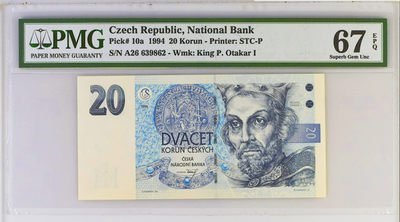 PMG
PAPER MONEY GUARANTY
Czech Republic, National Bank
Pick# 10a 1994 20 Korun - Printer: STC-P
S/N A26 639862 - Wmk: King P. Otakar I
67 EPQ
Superb Gem Unc
20
DVACET
KORUN ČESKÝCH
ČESKÁ
NÁRODNÍ BANKA
20